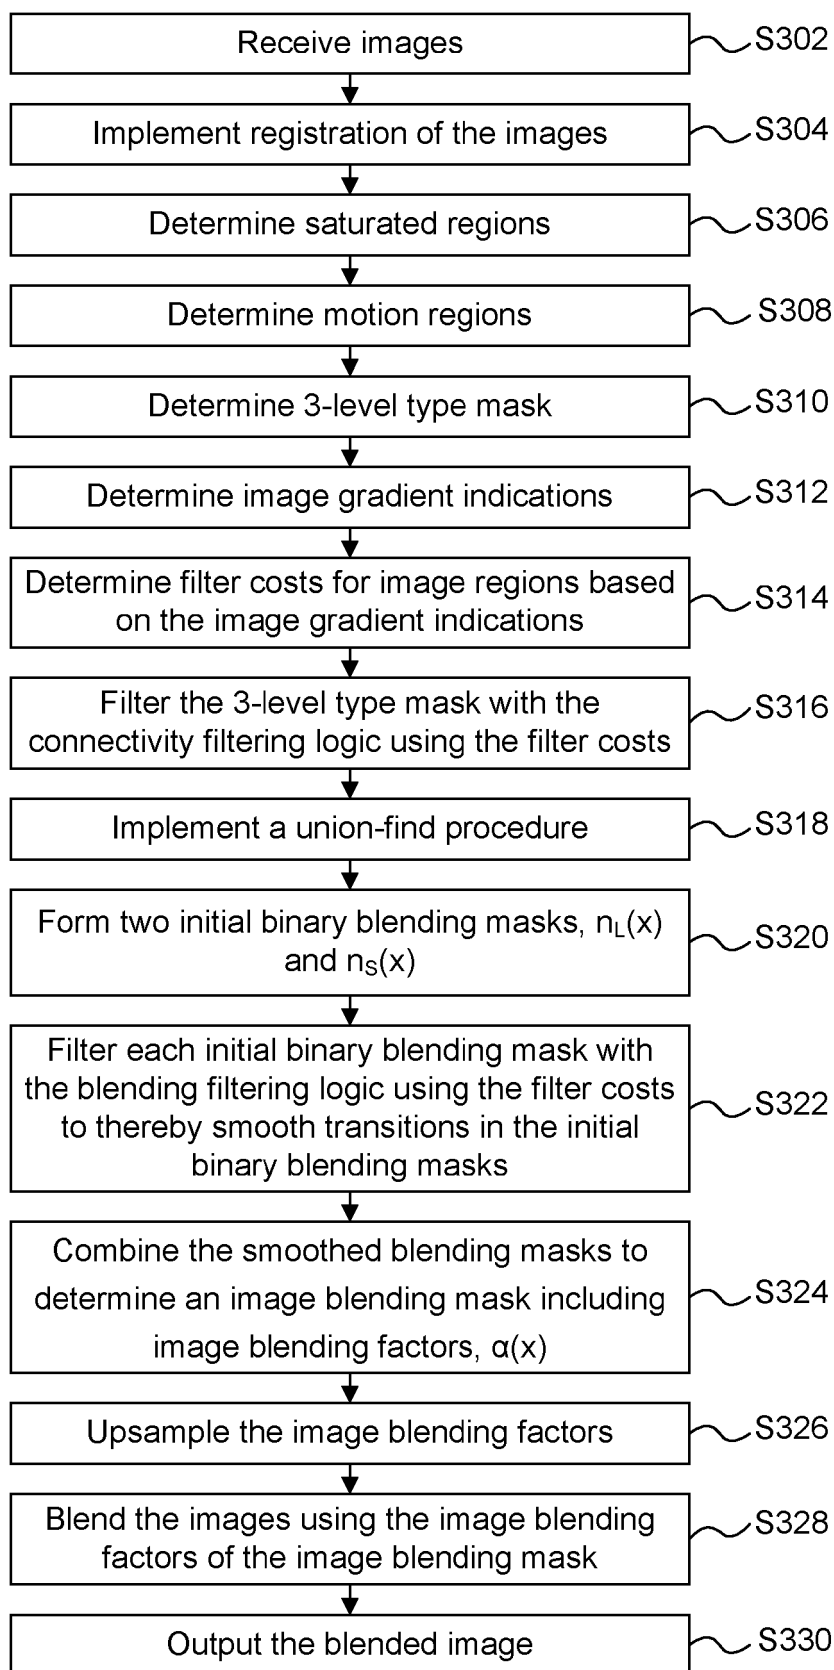 Receive images
S302
Implement registration of the images
S304
Determine saturated regions
S306
Determine motion regions
S308
Determine 3-level type mask
S310
Determine image gradient indications
S312
Determine filter costs for image regions based
on the image gradient indications
S314
Filter the 3-level type mask with the
connectivity filtering logic using the filter costs
S316
Implement a union-find procedure
S318
Form two initial binary blending masks, nL(x)
and nS(x)
S320
Filter each initial binary blending mask with
the blending filtering logic using the filter costs
to thereby smooth transitions in the initial
binary blending masks
S322
Combine the smoothed blending masks to
determine an image blending mask including
image blending factors, α(x)
S324
Upsample the image blending factors
S326
Blend the images using the image blending
factors of the image blending mask
S328
Output the blended image
S330